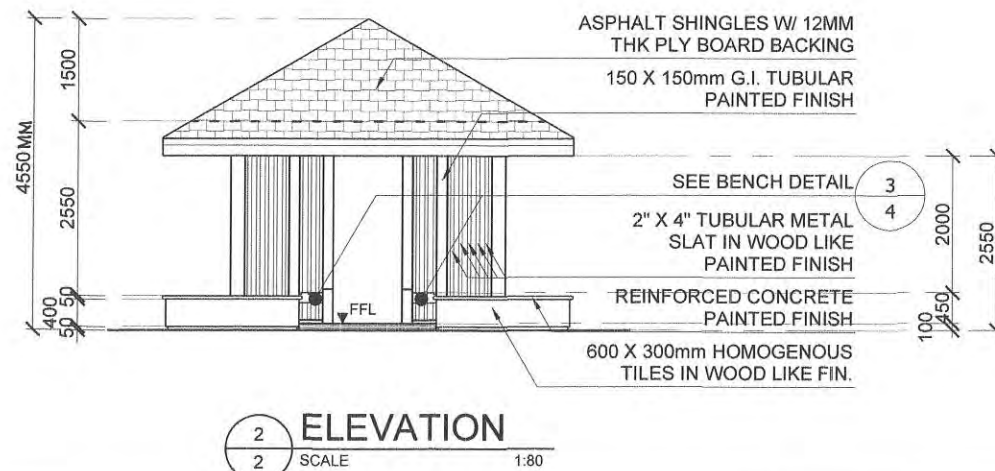 ASPHALT SHINGLES W/ 12MM
THK PLY BOARD BACKING
150 X 150mm G.I. TUBULAR
PAINTED FINISH
SEE BENCH DETAIL
3
4
2" X 4" TUBULAR METAL
SLAT IN WOOD LIKE
PAINTED FINISH
REINFORCED CONCRETE
PAINTED FINISH
600 X 300mm HOMOGENOUS
TILES IN WOOD LIKE FIN.
4550 MM
1500
2550
50
400
50
FFL
2000
450
100
2550
2
2
ELEVATION
SCALE 1:80